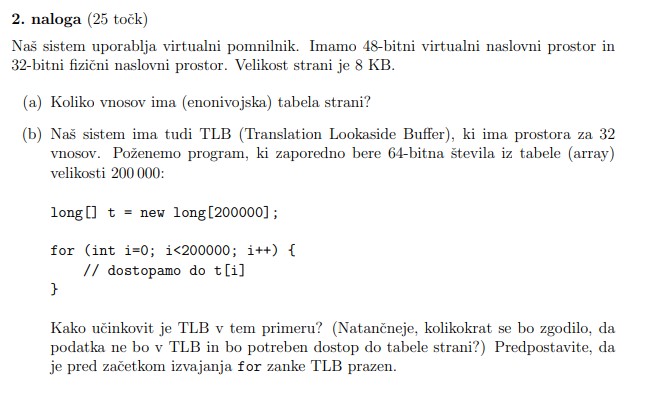 2. naloga (25 točk)
Naš sistem uporablja virtualni pomnilnik. Imamo 48-bitni virtualni naslovni prostor in
32-bitni fizični naslovni prostor. Velikost strani je 8 KB.
(a) Koliko vnosov ima (enonivojska) tabela strani?
(b) Naš sistem ima tudi TLB (Translation Lookaside Buffer), ki ima prostora za 32
vnosov. Poženemo program, ki zaporedno bere 64-bitna števila iz tabele (array)
velikosti 200 000:
long[] t = new long[200000];
for (int i=0; i<200000; i++) {
// dostopamo do t[i]
}
Kako učinkovit je TLB v tem primeru? (Natančneje, kolikokrat se bo zgodilo, da
podatka ne bo v TLB in bo potreben dostop do tabele strani?) Predpostavite, da
je pred začetkom izvajanja for zanke TLB prazen.